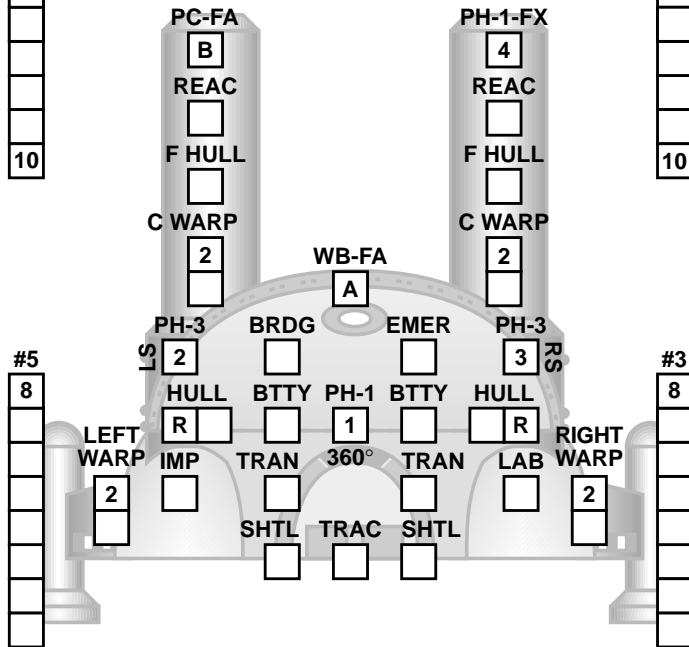 PC-FA PH-1-FX
B 4
REAC REAC
10 F HULL F HULL 10
C WARP C WARP
2 WB-FA 2
A
PH-3 BRDG EMER PH-3
#5 LS 2 3 RS #3
8 HULL BTTY PH-1 BTTY HULL 8
LEFT WARP R 1 R RIGHT WARP
IMP TRAN 360° TRAN LAB
2 2
SHTL TRAC SHTL